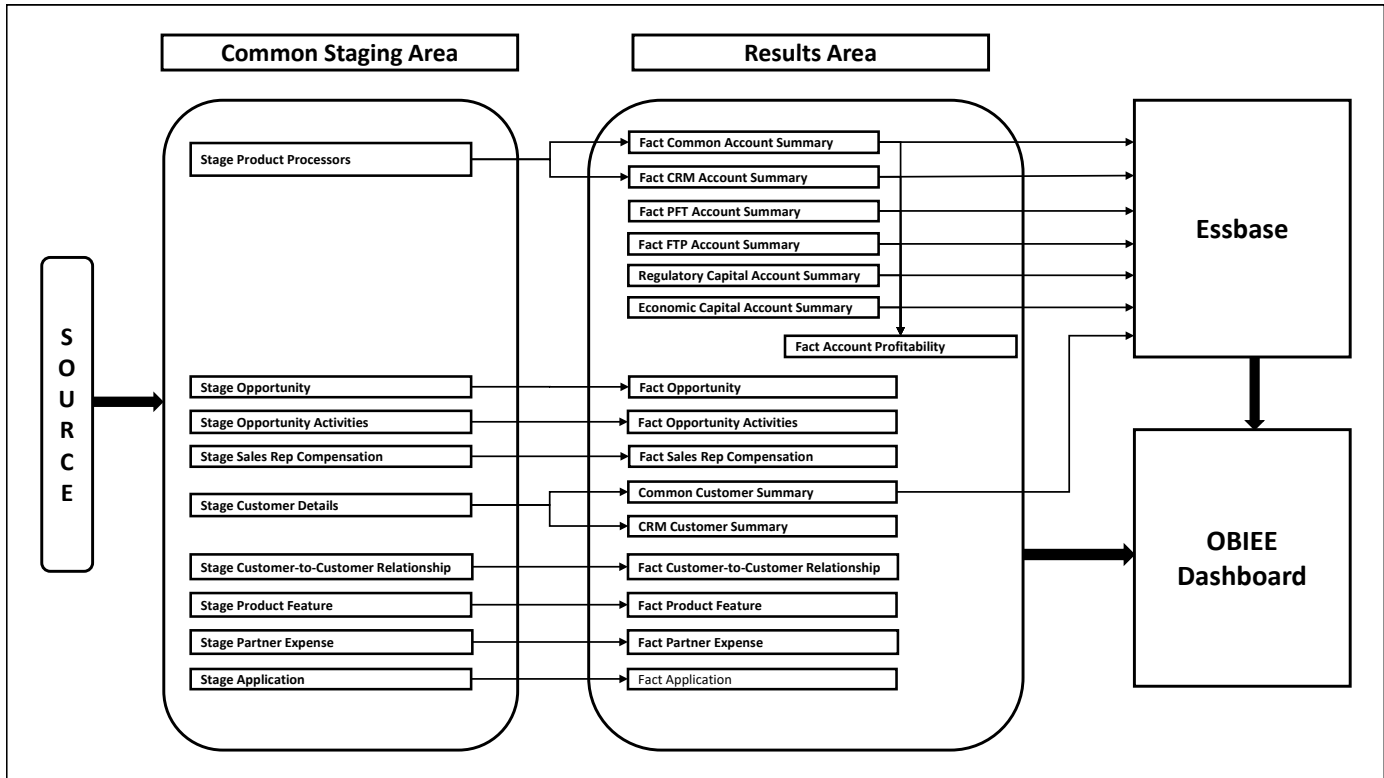 Common Staging Area
Results Area
Stage Product Processors
Fact Common Account Summary
Fact CRM Account Summary
Fact PFT Account Summary
Fact FTP Account Summary
Regulatory Capital Account Summary
Economic Capital Account Summary
Fact Account Profitability
Essbase
S
O
U
R
C
E
Stage Opportunity
Fact Opportunity
Stage Opportunity Activities
Fact Opportunity Activities
Stage Sales Rep Compensation
Fact Sales Rep Compensation
Stage Customer Details
Common Customer Summary
CRM Customer Summary
Stage Customer-to-Customer Relationship
Fact Customer-to-Customer Relationship
Stage Product Feature
Fact Product Feature
Stage Partner Expense
Fact Partner Expense
Stage Application
Fact Application
OBIEE
Dashboard